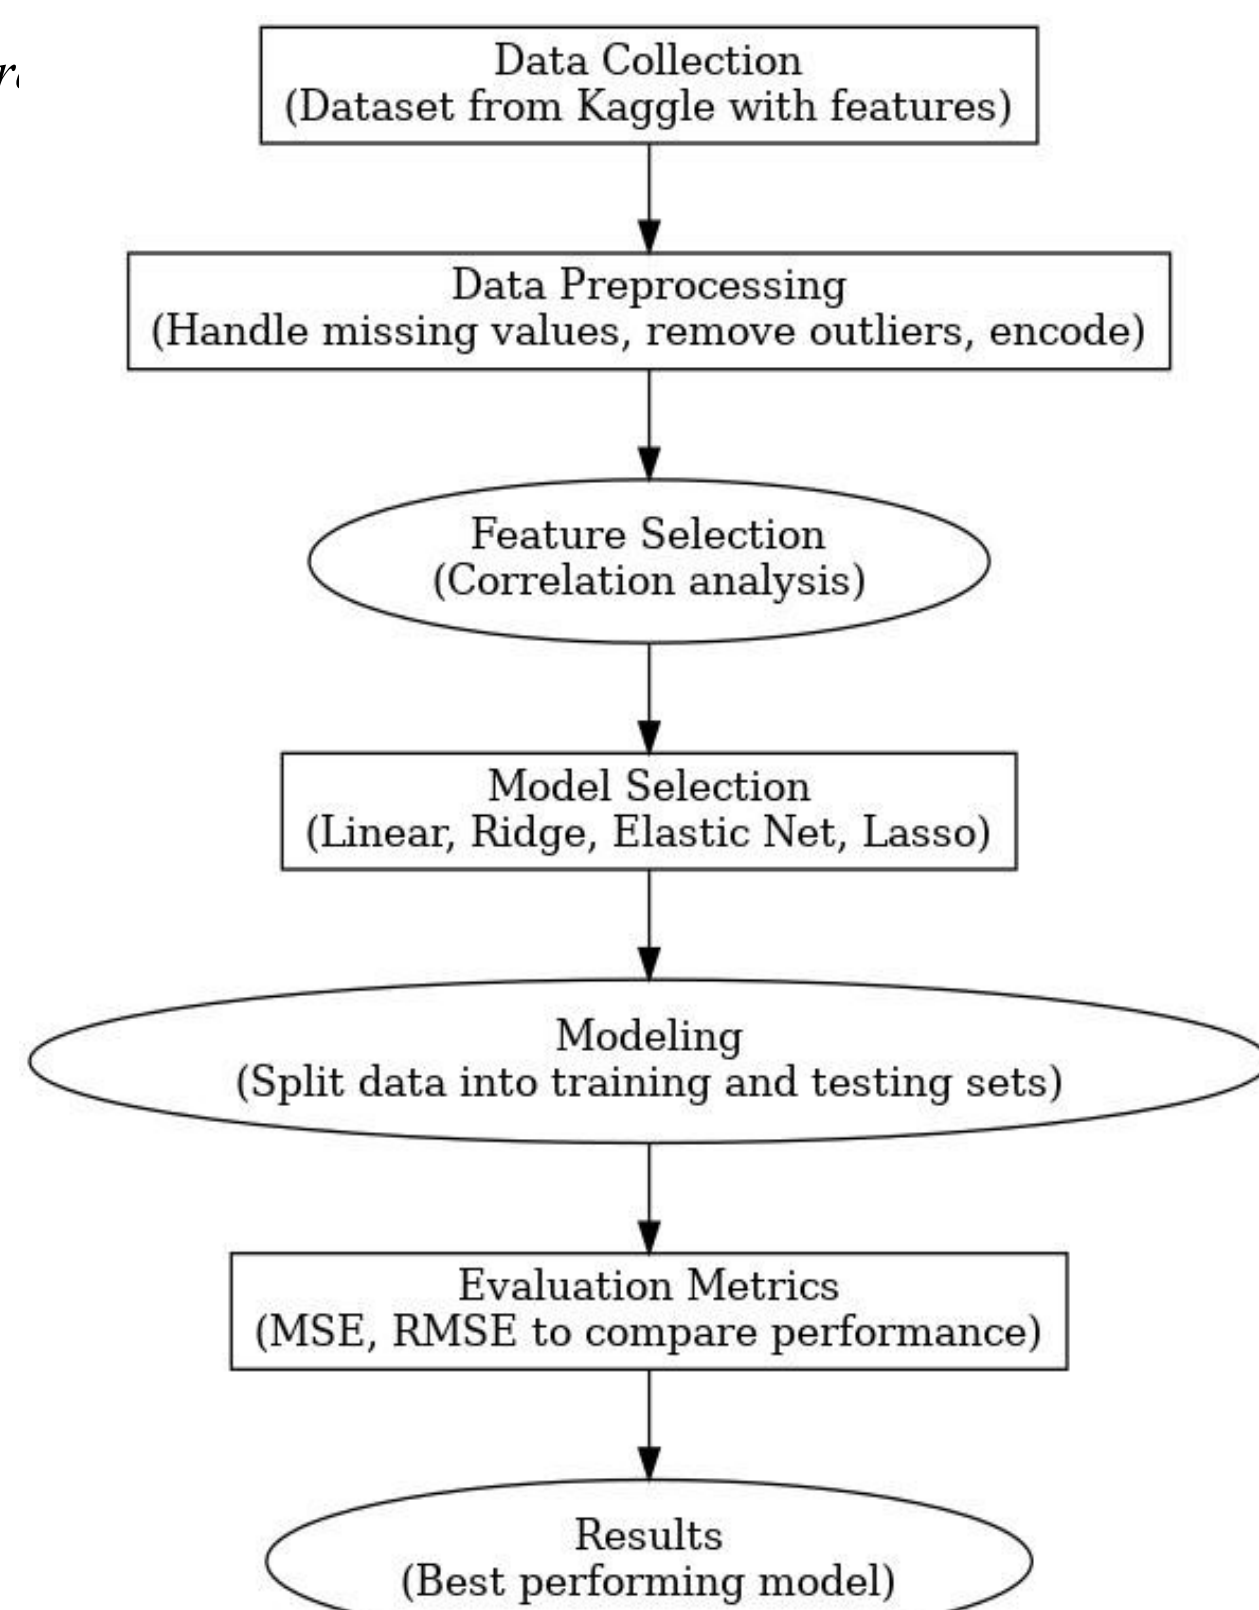 Data Collection
(Dataset from Kaggle with features)
Data Preprocessing
(Handle missing values, remove outliers, encode)
Feature Selection
(Correlation analysis)
Model Selection
(Linear, Ridge, Elastic Net, Lasso)
Modeling
(Split data into training and testing sets)
Evaluation Metrics
(MSE, RMSE to compare performance)
Results
(Best performing model)